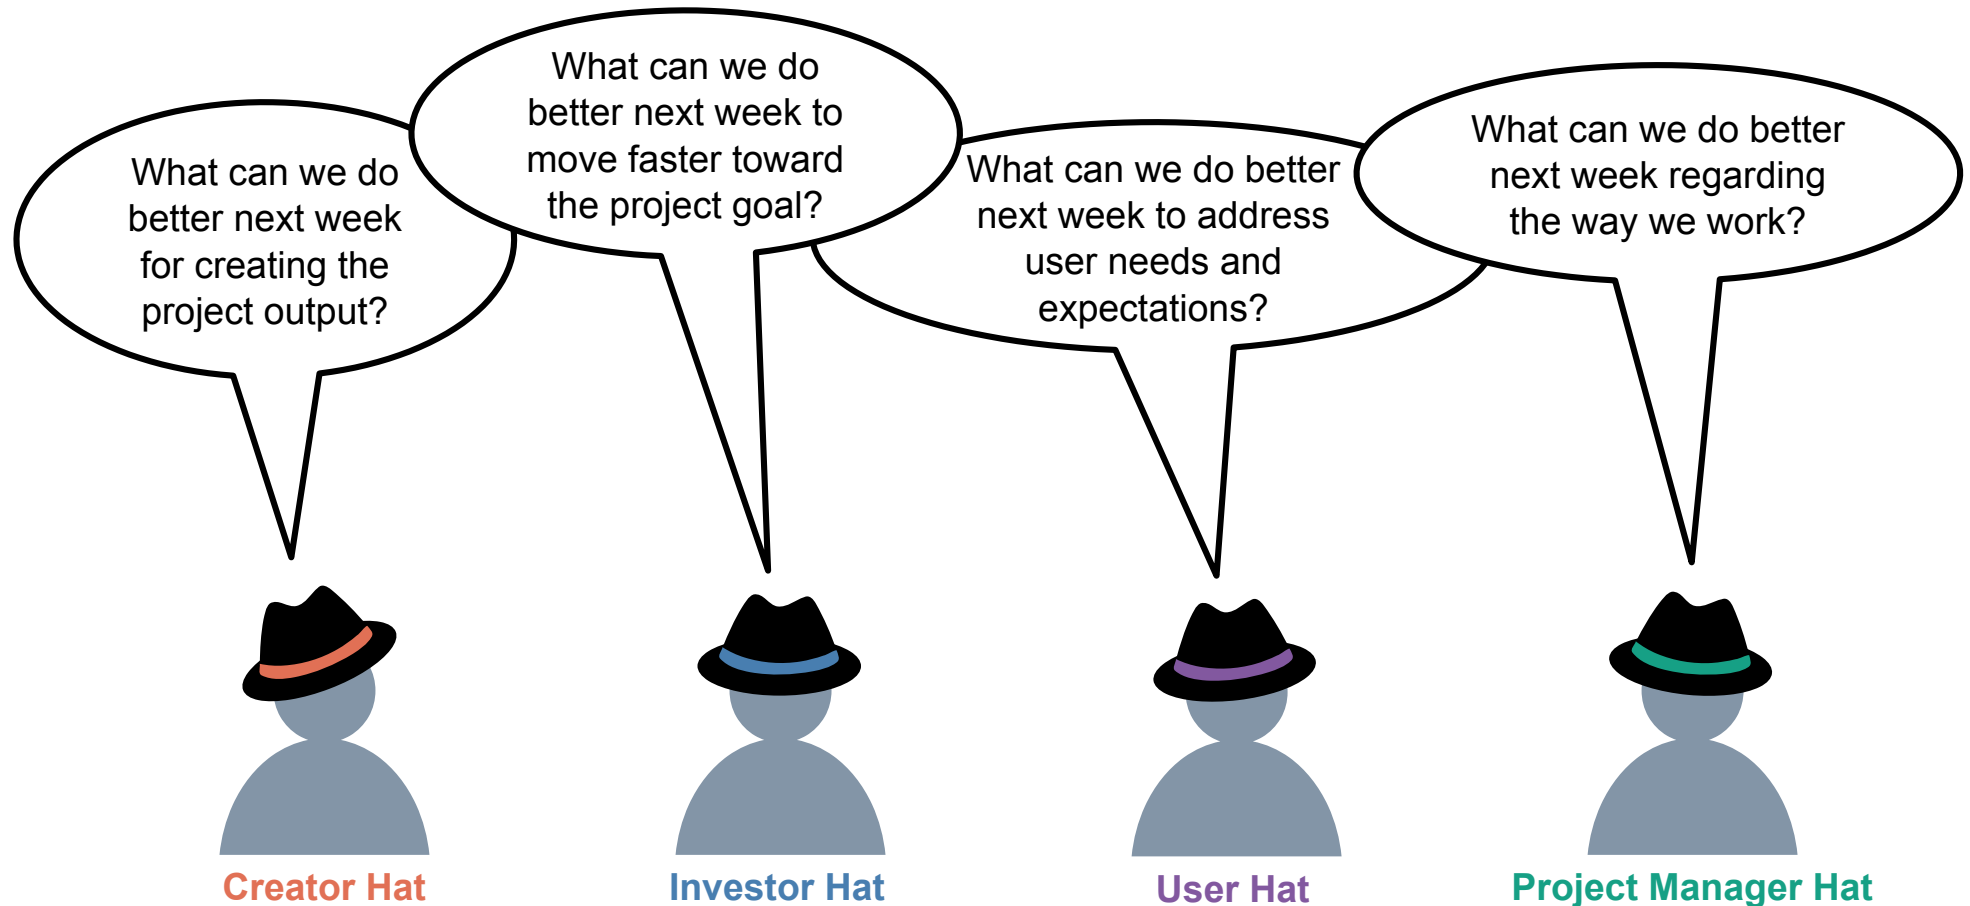 What can we do
better next week
for creating the
project output?
What can we do
better next week to
move faster toward
the project goal?
What can we do better
next week to address
user needs and
expectations?
What can we do better
next week regarding
the way we work?
Creator Hat
Investor Hat
User Hat
Project Manager Hat